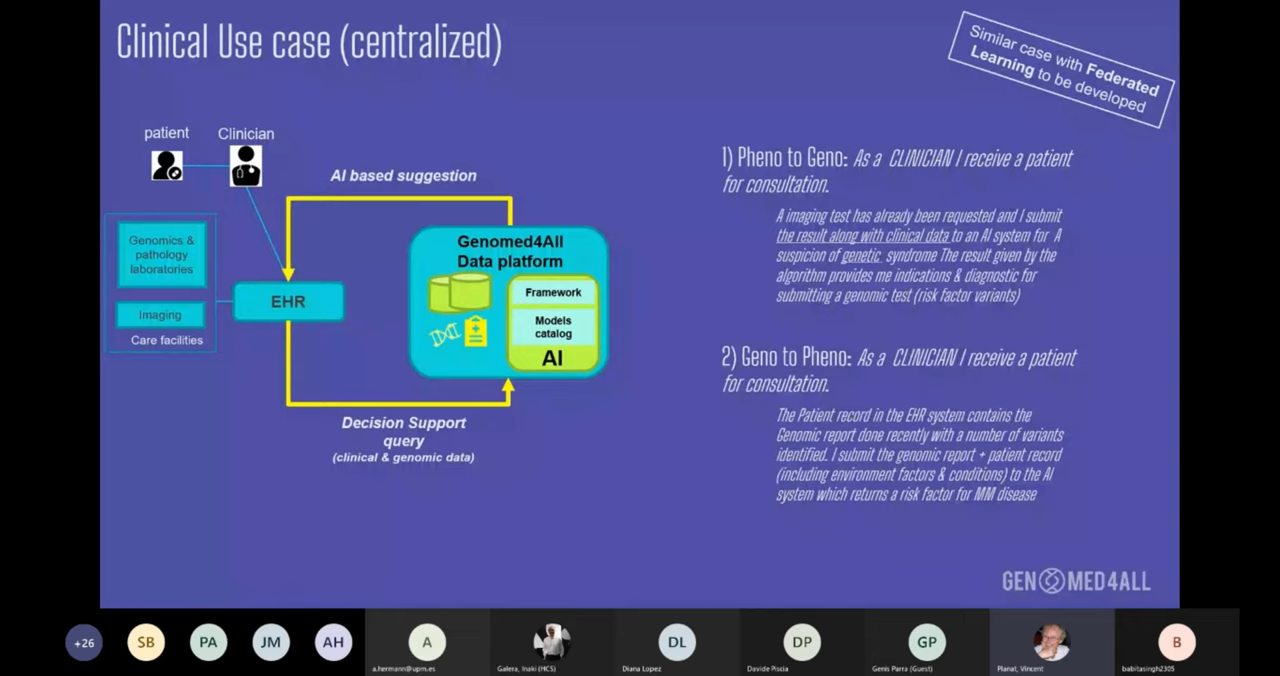 Clinical Use case (centralized)
Similar case with Federated
Learning to be developed
patient
Clinician
AI based suggestion
Genomics &
pathology
laboratories
Imaging
Care facilities
EHR
Genomed4All
Data platform
Framework
Models
catalog
AI
Decision Support
query
(clinical & genomic data)
1) Pheno to Geno: As a CLINICIAN I receive a patient
for consultation.
A imaging test has already been requested and I submit
the result along with clinical data to an AI system for A
suspicion of genetic syndrome The result given by the
algorithm provides me indications & diagnostic for
submitting a genomic test (risk factor variants)
2) Geno to Pheno: As a CLINICIAN I receive a patient
for consultation.
The Patient record in the EHR system contains the
Genomic report done recently with a number of variants
identified. I submit the genomic report + patient record
(including environment factors & conditions) to the AI
system which returns a risk factor for MM disease
GENOMED4ALL
+26
SB
PA
JM
AH
A
DL
DP
GP
B
a.hermann@upm.es
Galera, Inaki (HCS)
Diana Lopez
Davide Piscia
Genis Parra (Guest)
Planat, Vincent
babitasingh2305